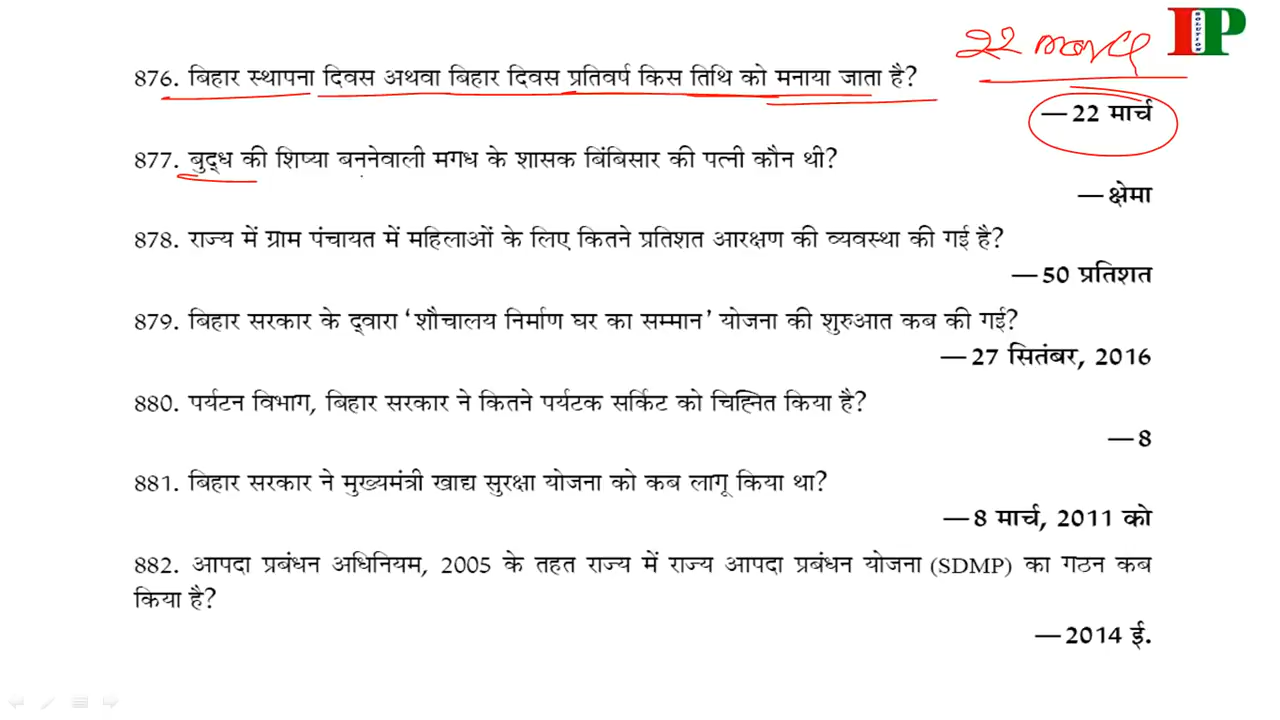 22 march
IP
SOLUTION
876. बिहार स्थापना दिवस अथवा बिहार दिवस प्रतिवर्ष किस तिथि को मनाया जाता है?
—22 मार्च
877. बुद्ध की शिष्या बननेवाली मगध के शासक बिंबिसार की पत्नी कौन थी?
—क्षेमा
878. राज्य में ग्राम पंचायत में महिलाओं के लिए कितने प्रतिशत आरक्षण की व्यवस्था की गई है?
—50 प्रतिशत
879. बिहार सरकार के द्वारा ‘शौचालय निर्माण घर का सम्मान’ योजना की शुरुआत कब की गई?
—27 सितंबर, 2016
880. पर्यटन विभाग, बिहार सरकार ने कितने पर्यटक सर्किट को चिह्नित किया है?
—8
881. बिहार सरकार ने मुख्यमंत्री खाद्य सुरक्षा योजना को कब लागू किया था?
—8 मार्च, 2011 को
882. आपदा प्रबंधन अधिनियम, 2005 के तहत राज्य में राज्य आपदा प्रबंधन योजना (SDMP) का गठन कब
किया है?
—2014 ई.